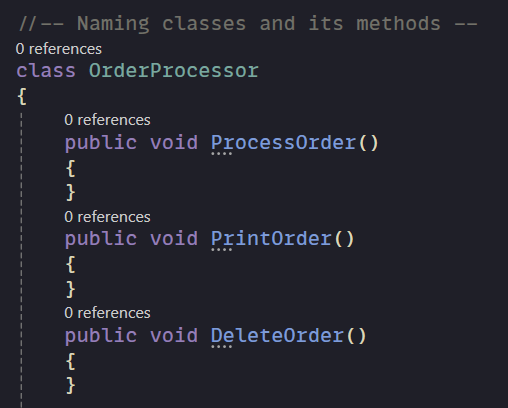 //-- Naming classes and its methods --
0 references
class OrderProcessor
{
0 references
public void ProcessOrder()
{
}
0 references
public void PrintOrder()
{
}
0 references
public void DeleteOrder()
{
}